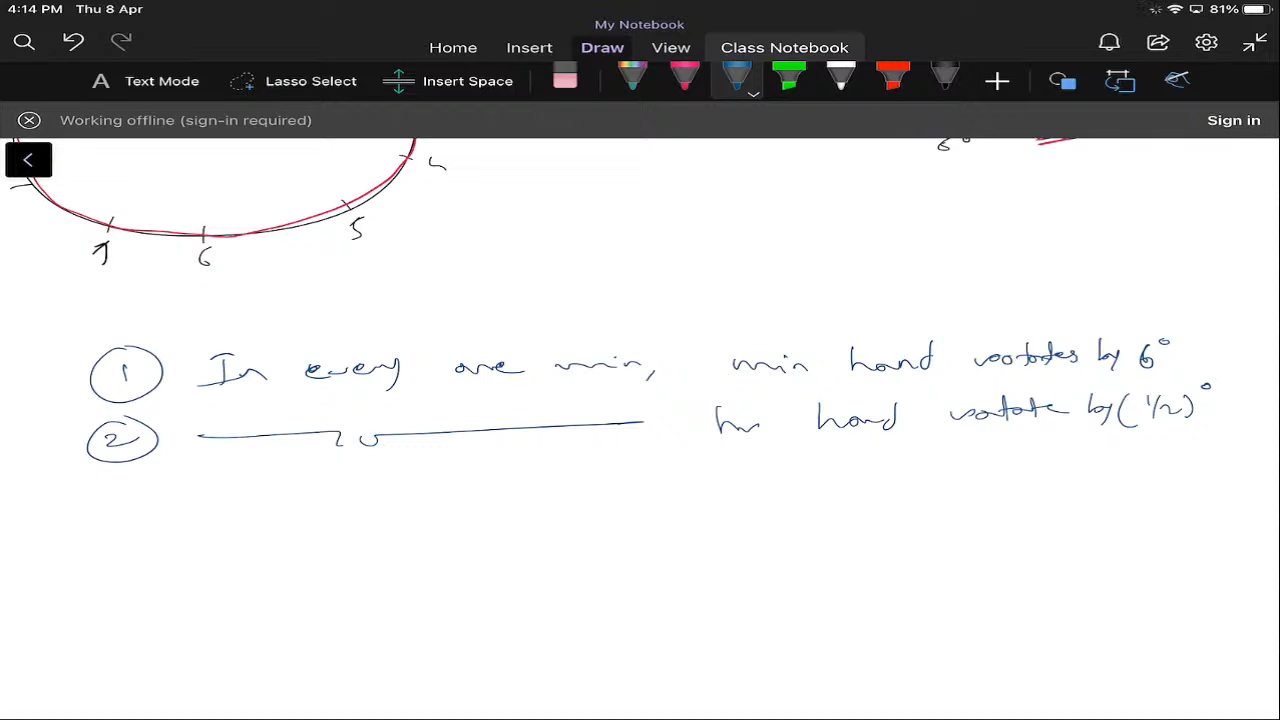 4:14 PM Thu 8 Apr
81%
My Notebook
Home Insert Draw View Class Notebook
Text Mode Lasso Select Insert Space
Working offline (sign-in required) Sign in
6°
4
5
7 6
1 In every one min, min hand rotates by 6°
2 hr hand rotate by (1/2)°